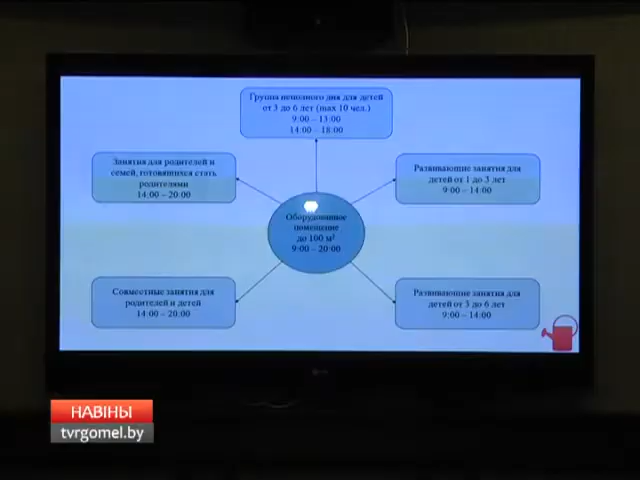 Группа неполного дня для детей
от 3 до 6 лет (max 10 чел.)
9:00 – 13:00
14:00 – 18:00
Занятия для родителей и
семей, готовящихся стать
родителями
14:00 – 20:00
Развивающие занятия для
детей от 1 до 3 лет
9:00 – 14:00
Оборудованное
помещение
до 100 м²
9:00 – 20:00
Совместные занятия для
родителей и детей
14:00 – 20:00
Развивающие занятия для
детей от 3 до 6 лет
9:00 – 14:00
LG
НАВІНЫ
tvrgomel.by